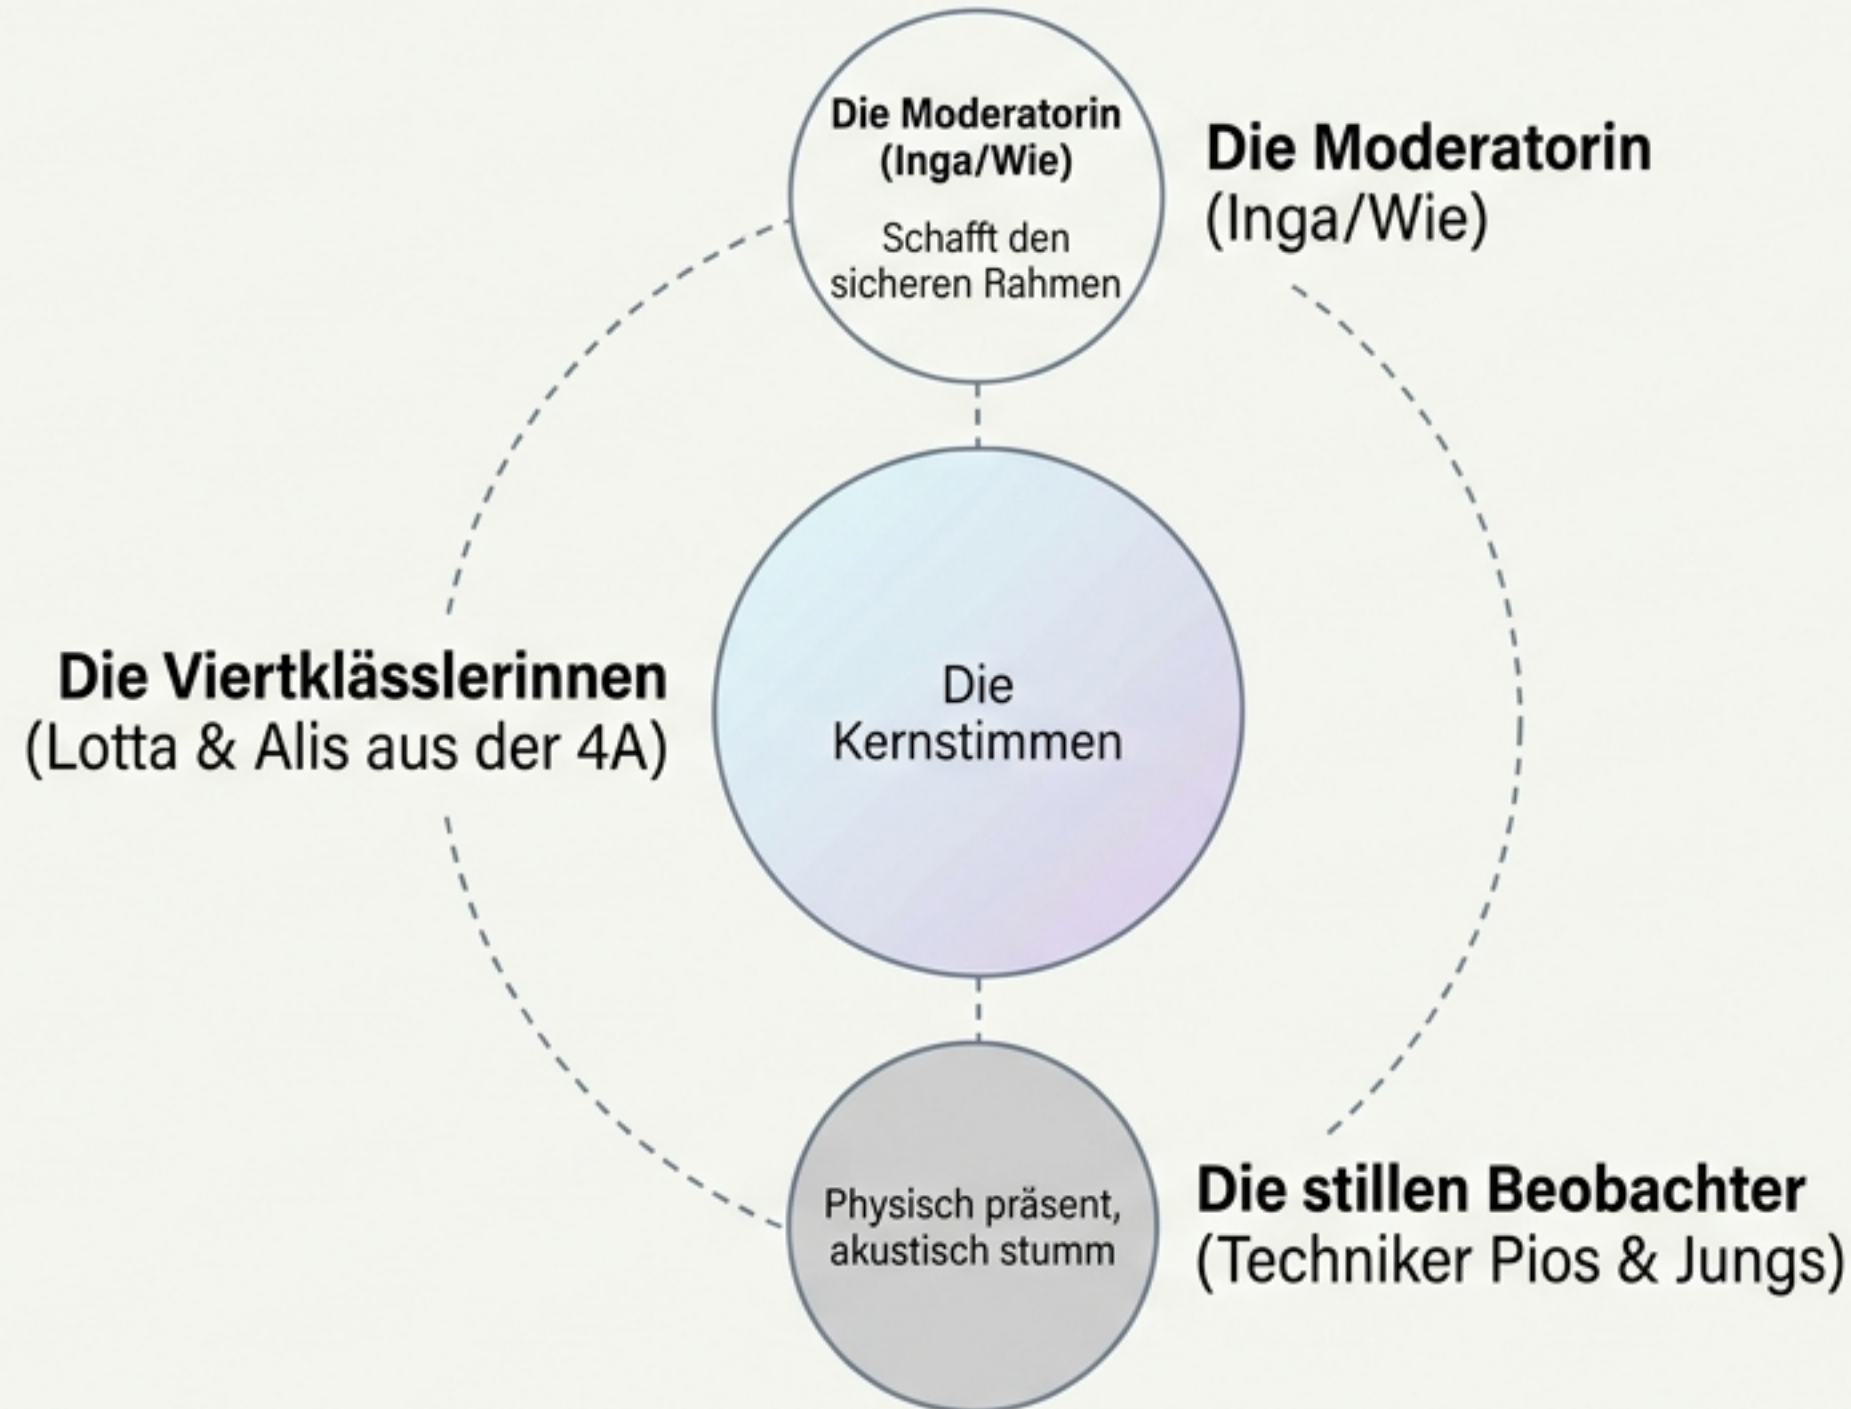 Die Moderatorin
(Inga/Wie)
Schafft den
sicheren Rahmen
Die Moderatorin
(Inga/Wie)
Die Viertklässlerinnen
(Lotta & Alis aus der 4A)
Die
Kernstimmen
Physisch präsent,
akustisch stumm
Die stillen Beobachter
(Techniker Pios & Jungs)